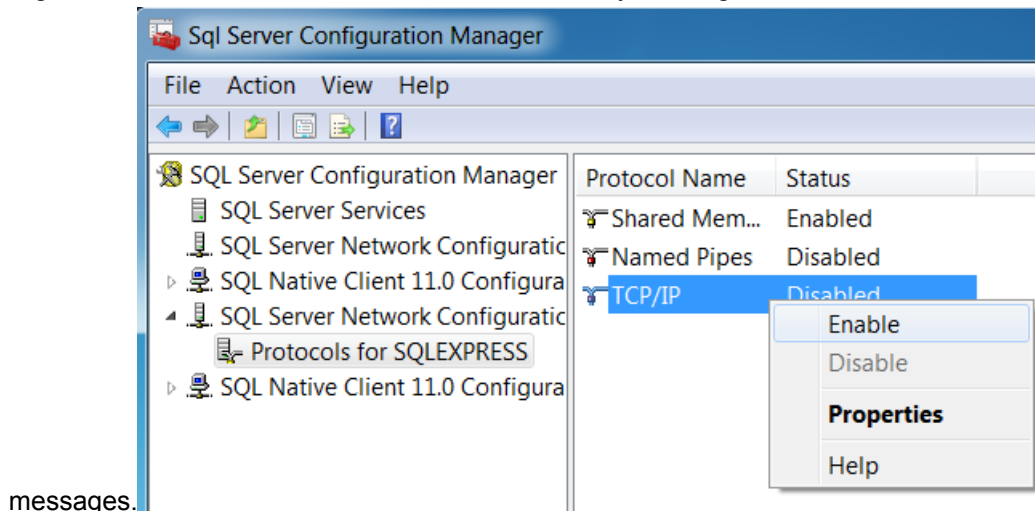 Sql Server Configuration Manager
File Action View Help
SQL Server Configuration Manager
SQL Server Services
SQL Server Network Configuratic
SQL Native Client 11.0 Configura
SQL Server Network Configuratic
Protocols for SQLEXPRESS
SQL Native Client 11.0 Configura
Protocol Name Status
Shared Mem... Enabled
Named Pipes Disabled
TCP/IP Disabled
Enable
Disable
Properties
Help
messages.